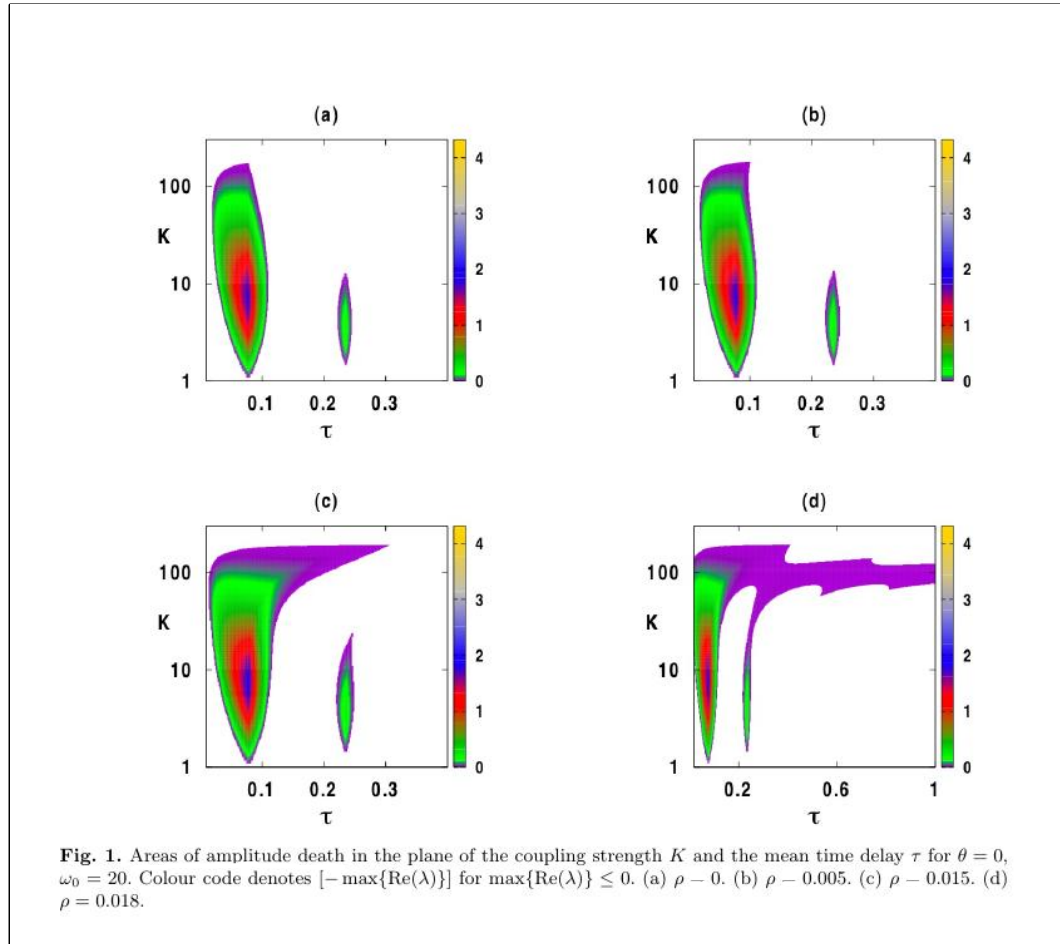 (a)
100
K
10
1
0.1
0.2
0.3
τ
4
3
2
1
0
(b)
100
K
10
1
0.1
0.2
0.3
τ
4
3
2
1
0
(c)
100
K
10
1
0.1
0.2
0.3
τ
4
3
2
1
0
(d)
100
K
10
1
0.2
0.6
1
τ
4
3
2
1
0
Fig. 1. Areas of amplitude death in the plane of the coupling strength K and the mean time delay τ for θ = 0,
ω₀ = 20. Colour code denotes [− max{Re(λ)}] for max{Re(λ)} ≤ 0. (a) ρ − 0. (b) ρ − 0.005. (c) ρ − 0.015. (d)
ρ = 0.018.